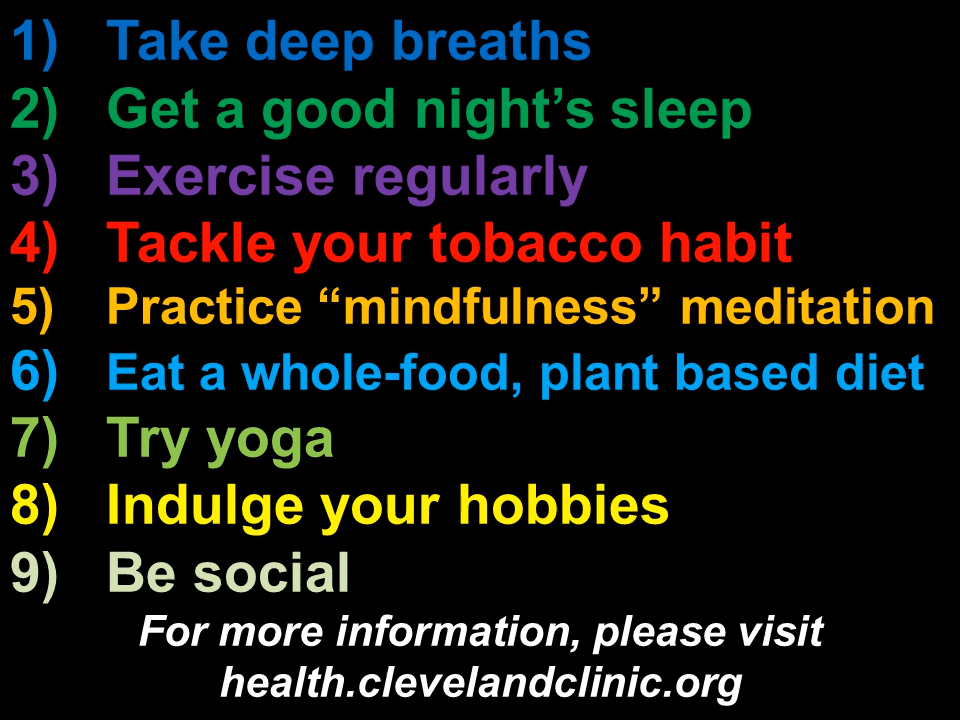 1) Take deep breaths
2) Get a good night’s sleep
3) Exercise regularly
4) Tackle your tobacco habit
5) Practice “mindfulness” meditation
6) Eat a whole-food, plant based diet
7) Try yoga
8) Indulge your hobbies
9) Be social
For more information, please visit
health.clevelandclinic.org